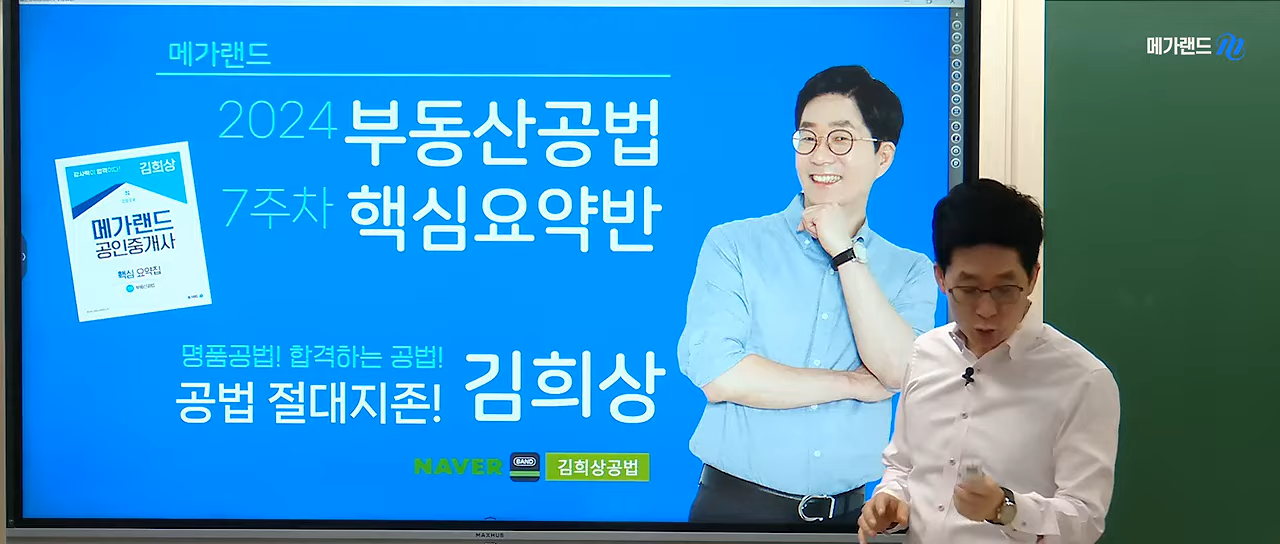 메가랜드
2024 부동산공법
7주차 핵심요약반
김희상
메가랜드
공인중개사
핵심 요약집
명품공법! 합격하는 공법!
공법 절대지존! 김희상
NAVER BAND 김희상공법
MAXHUB
메가랜드